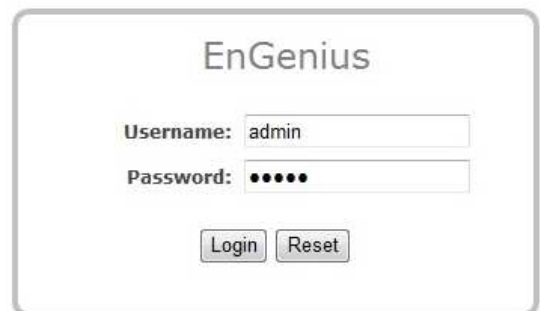 EnGenius
Username: admin
Password: •••••
Login Reset